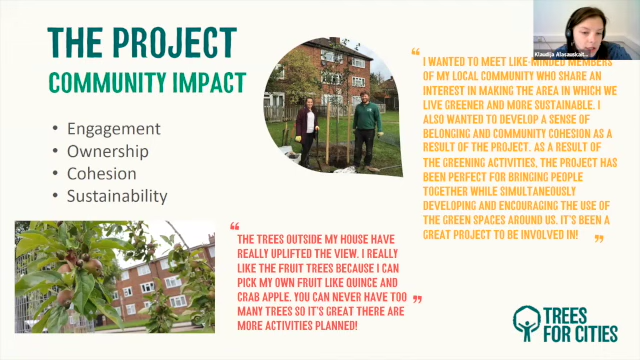 THE PROJECT
COMMUNITY IMPACT
• Engagement
• Ownership
• Cohesion
• Sustainability
“
THE TREES OUTSIDE MY HOUSE HAVE
REALLY UPLIFTED THE VIEW. I REALLY
LIKE THE FRUIT TREES BECAUSE I CAN
PICK MY OWN FRUIT LIKE QUINCE AND
CRAB APPLE. YOU CAN NEVER HAVE TOO
MANY TREES SO IT'S GREAT THERE ARE
MORE ACTIVITIES PLANNED!
”
“
I WANTED TO MEET LIKE-MINDED MEMBERS
OF MY LOCAL COMMUNITY WHO SHARE AN
INTEREST IN MAKING THE AREA IN WHICH WE
LIVE GREENER AND MORE SUSTAINABLE. I
ALSO WANTED TO DEVELOP A SENSE OF
BELONGING AND COMMUNITY COHESION AS A
RESULT OF THE PROJECT. AS A RESULT OF
THE GREENING ACTIVITIES, THE PROJECT HAS
BEEN PERFECT FOR BRINGING PEOPLE
TOGETHER WHILE SIMULTANEOUSLY
DEVELOPING AND ENCOURAGING THE USE OF
THE GREEN SPACES AROUND US. IT'S BEEN A
GREAT PROJECT TO BE INVOLVED IN!
”
Klaudija Alasauskait...
TREES
FOR CITIES